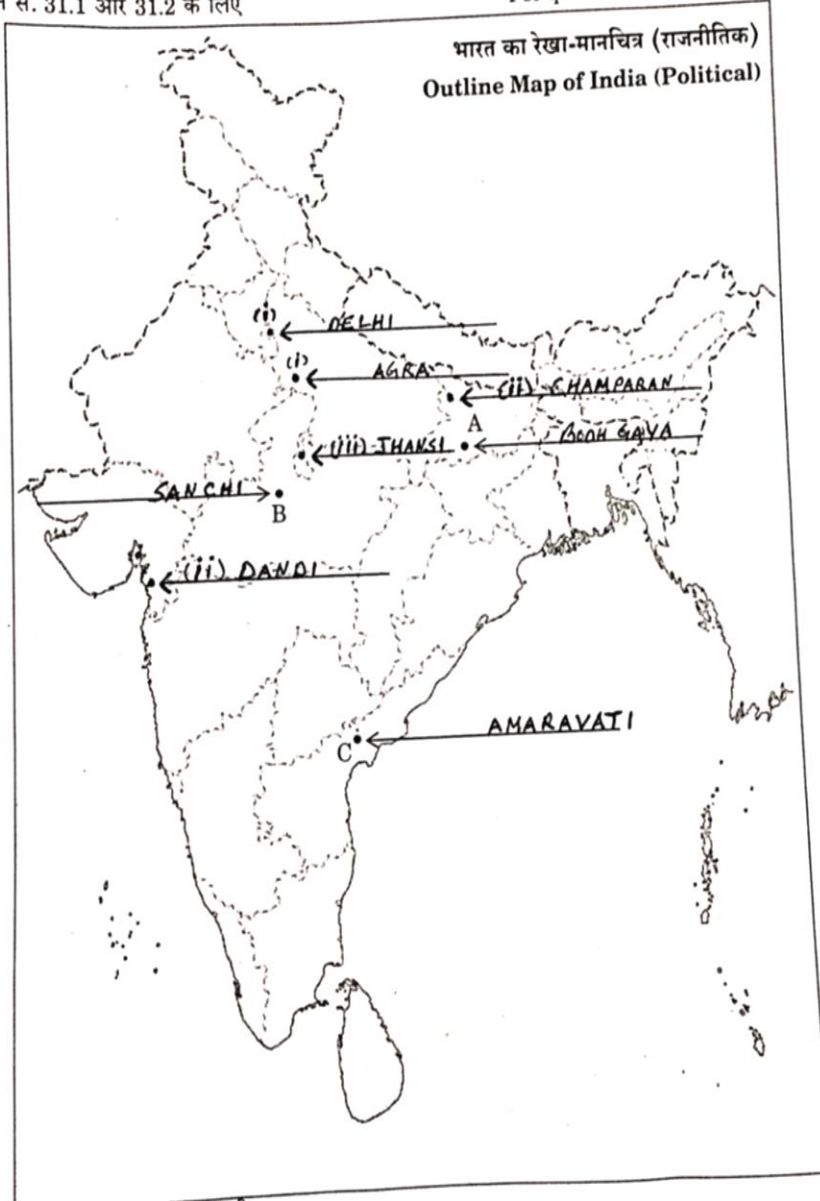 स. 31.1 और 31.2 के लिए
भारत का रेखा-मानचित्र (राजनीतिक)
Outline Map of India (Political)
(i)
DELHI
(i)
AGRA
(ii) CHAMPARAN
A
(iii) JHANSI
BODH GAYA
SANCHI
B
(ii) DANDI
AMARAVATI
C